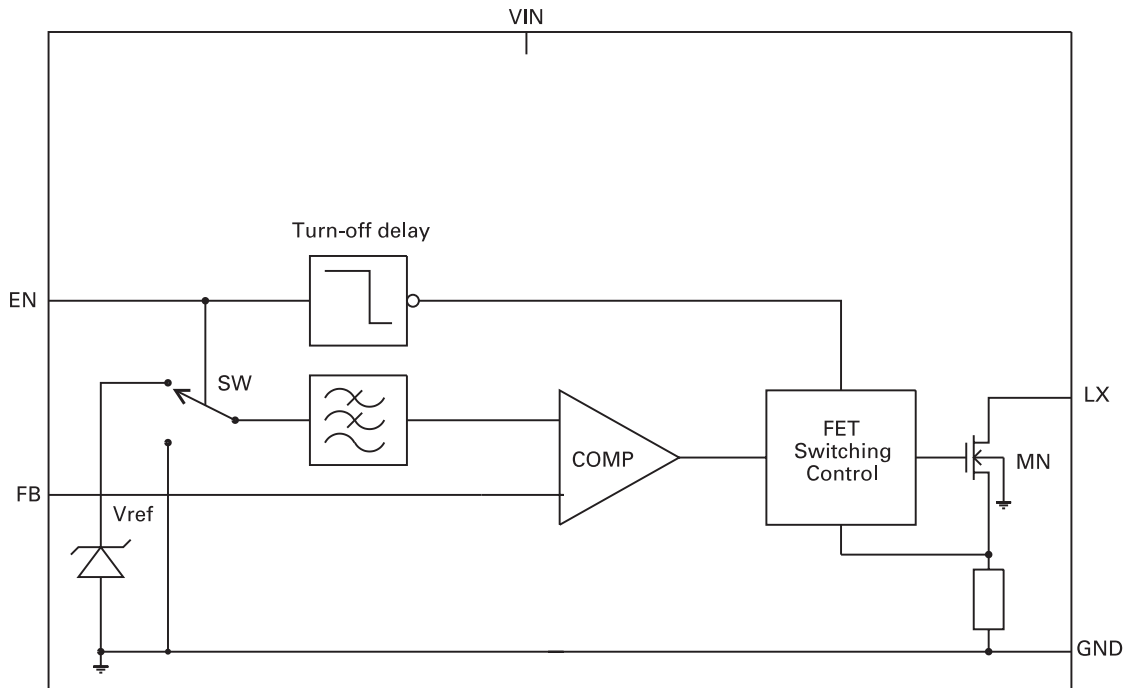 VIN
Turn-off delay
EN
SW
LX
FET
Switching
Control
COMP
MN
FB
Vref
GND